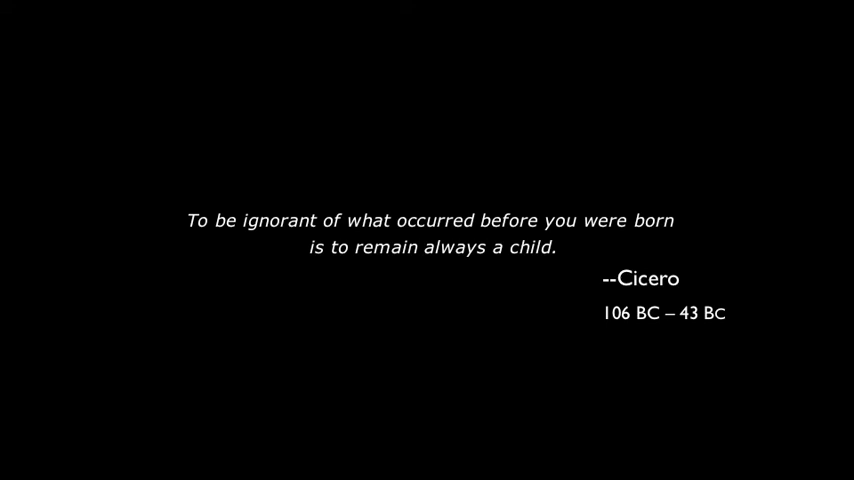 To be ignorant of what occurred before you were born
is to remain always a child.
--Cicero
106 BC – 43 BC